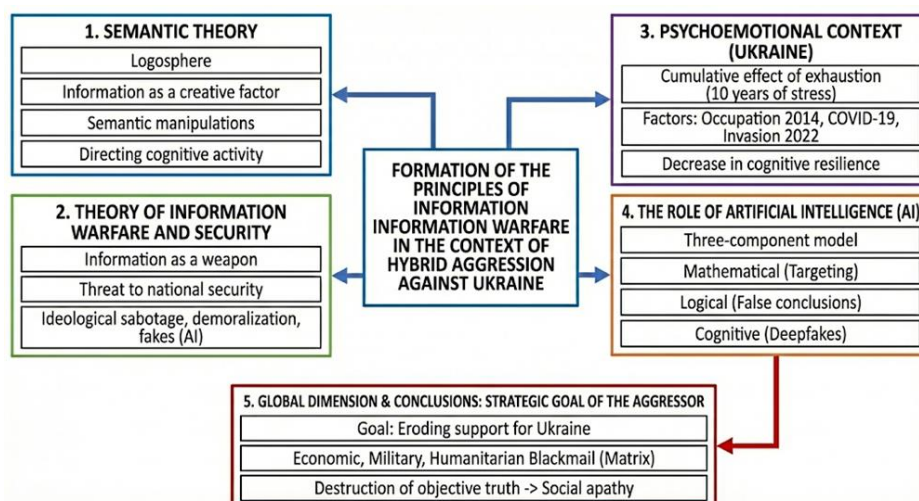 1. SEMANTIC THEORY
Logosphere
Information as a creative factor
Semantic manipulations
Directing cognitive activity
2. THEORY OF INFORMATION
WARFARE AND SECURITY
Information as a weapon
Threat to national security
Ideological sabotage, demoralization,
fakes (AI)
FORMATION OF THE
PRINCIPLES OF
INFORMATION
INFORMATION WARFARE
IN THE CONTEXT OF
HYBRID AGGRESSION
AGAINST UKRAINE
3. PSYCHOEMOTIONAL CONTEXT
(UKRAINE)
Cumulative effect of exhaustion
(10 years of stress)
Factors: Occupation 2014, COVID-19,
Invasion 2022
Decrease in cognitive resilience
4. THE ROLE OF ARTIFICIAL INTELLIGENCE (AI)
Three-component model
Mathematical (Targeting)
Logical (False conclusions)
Cognitive (Deepfakes)
5. GLOBAL DIMENSION & CONCLUSIONS: STRATEGIC GOAL OF THE AGGRESSOR
Goal: Eroding support for Ukraine
Economic, Military, Humanitarian Blackmail (Matrix)
Destruction of objective truth -> Social apathy